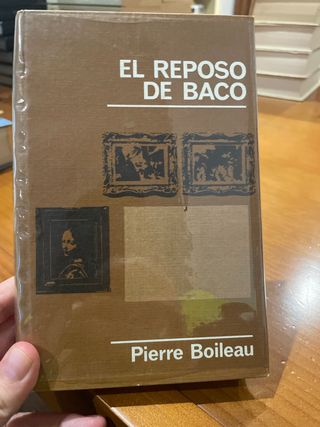 EL REPOSO
DE BACO
Pierre Boileau